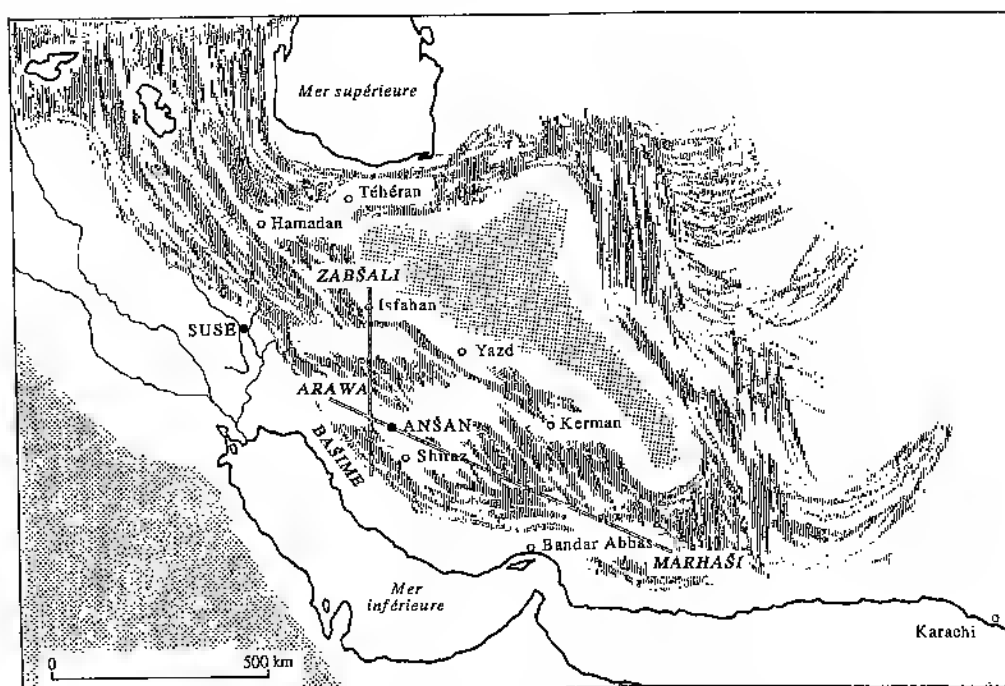 Mer supérieure
Téhéran
Hamadan
ZABŠALI
Isfahan
SUSE
Yazd
ARAWA
ANŠAN
Kerman
BAŠIME
Shiraz
Bandar Abbas
MARHAŠI
Mer
inférieure
Karachi
0 500 km